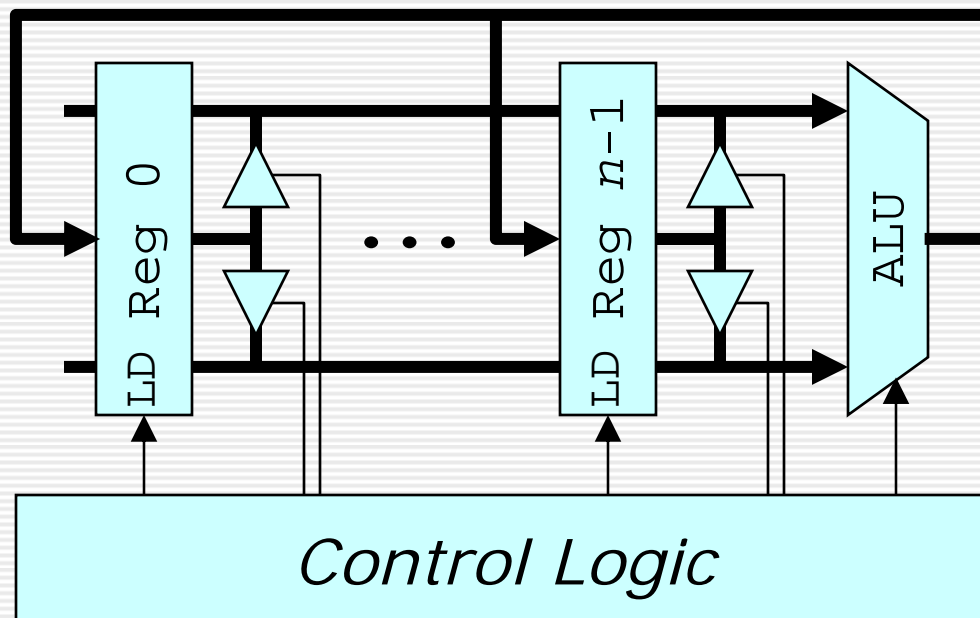 LD Reg 0
. . .
LD Reg n-1
ALU
Control Logic